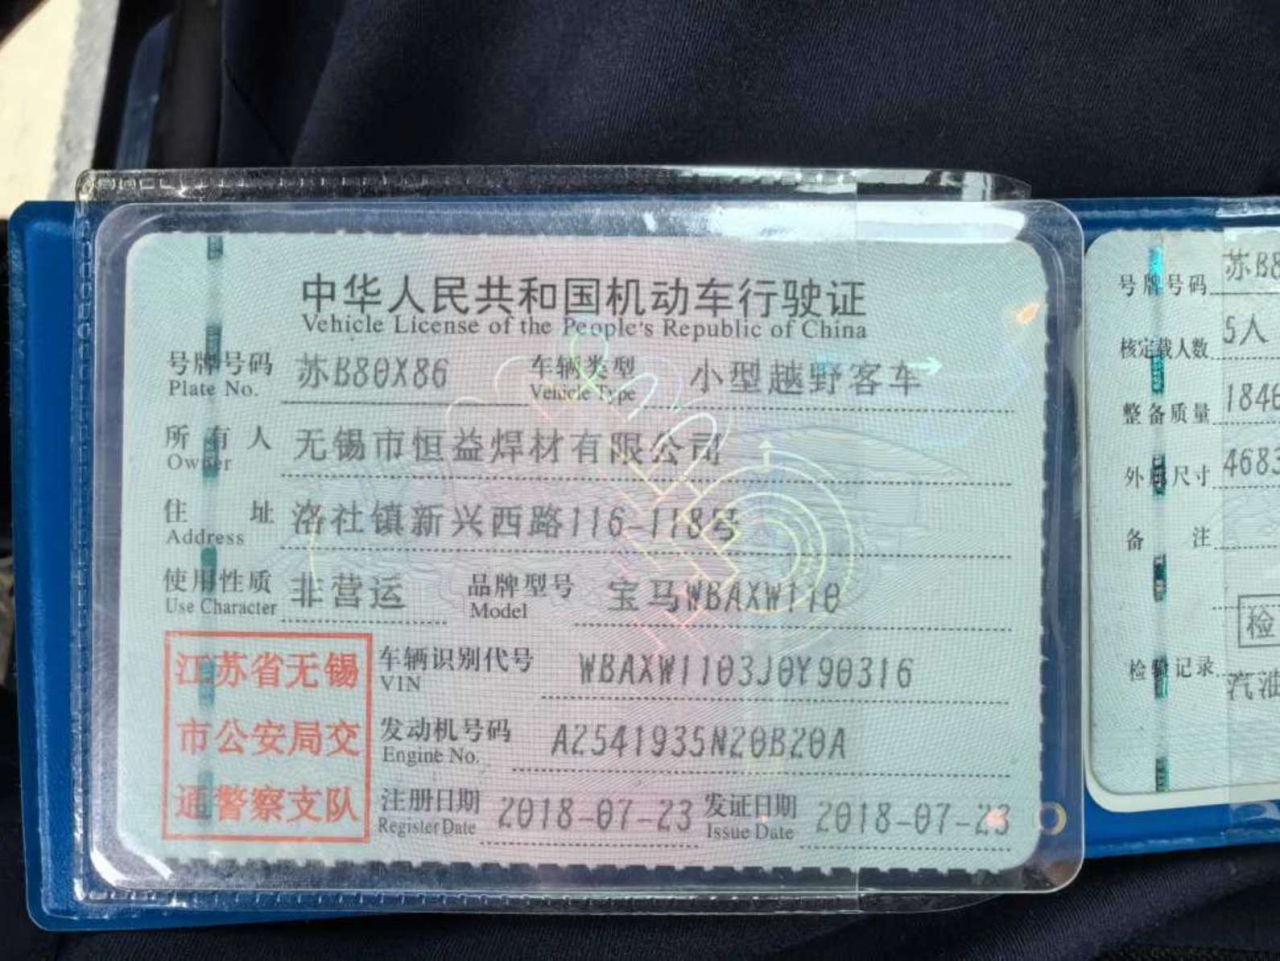 中华人民共和国机动车行驶证
Vehicle License of the People's Republic of China
号牌号码 苏B80X86 车辆类型 小型越野客车
Plate No. Vehicle Type
所有人 无锡市恒益焊材有限公司
Owner
住址 洛社镇新兴西路116-118号
Address
使用性质 非营运 品牌型号 宝马WBAXW110
Use Character Model
江苏省无锡
市公安局交
通警察支队
车辆识别代号 WBAXW1103J0Y90316
VIN
发动机号码 A2541935N20B20A
Engine No.
注册日期 2018-07-23 发证日期 2018-07-23
Register Date Issue Date
号牌号码 苏B8
核定载人数 5人
整备质量 1846
外廓尺寸 4683
备注
检
检验记录 汽油